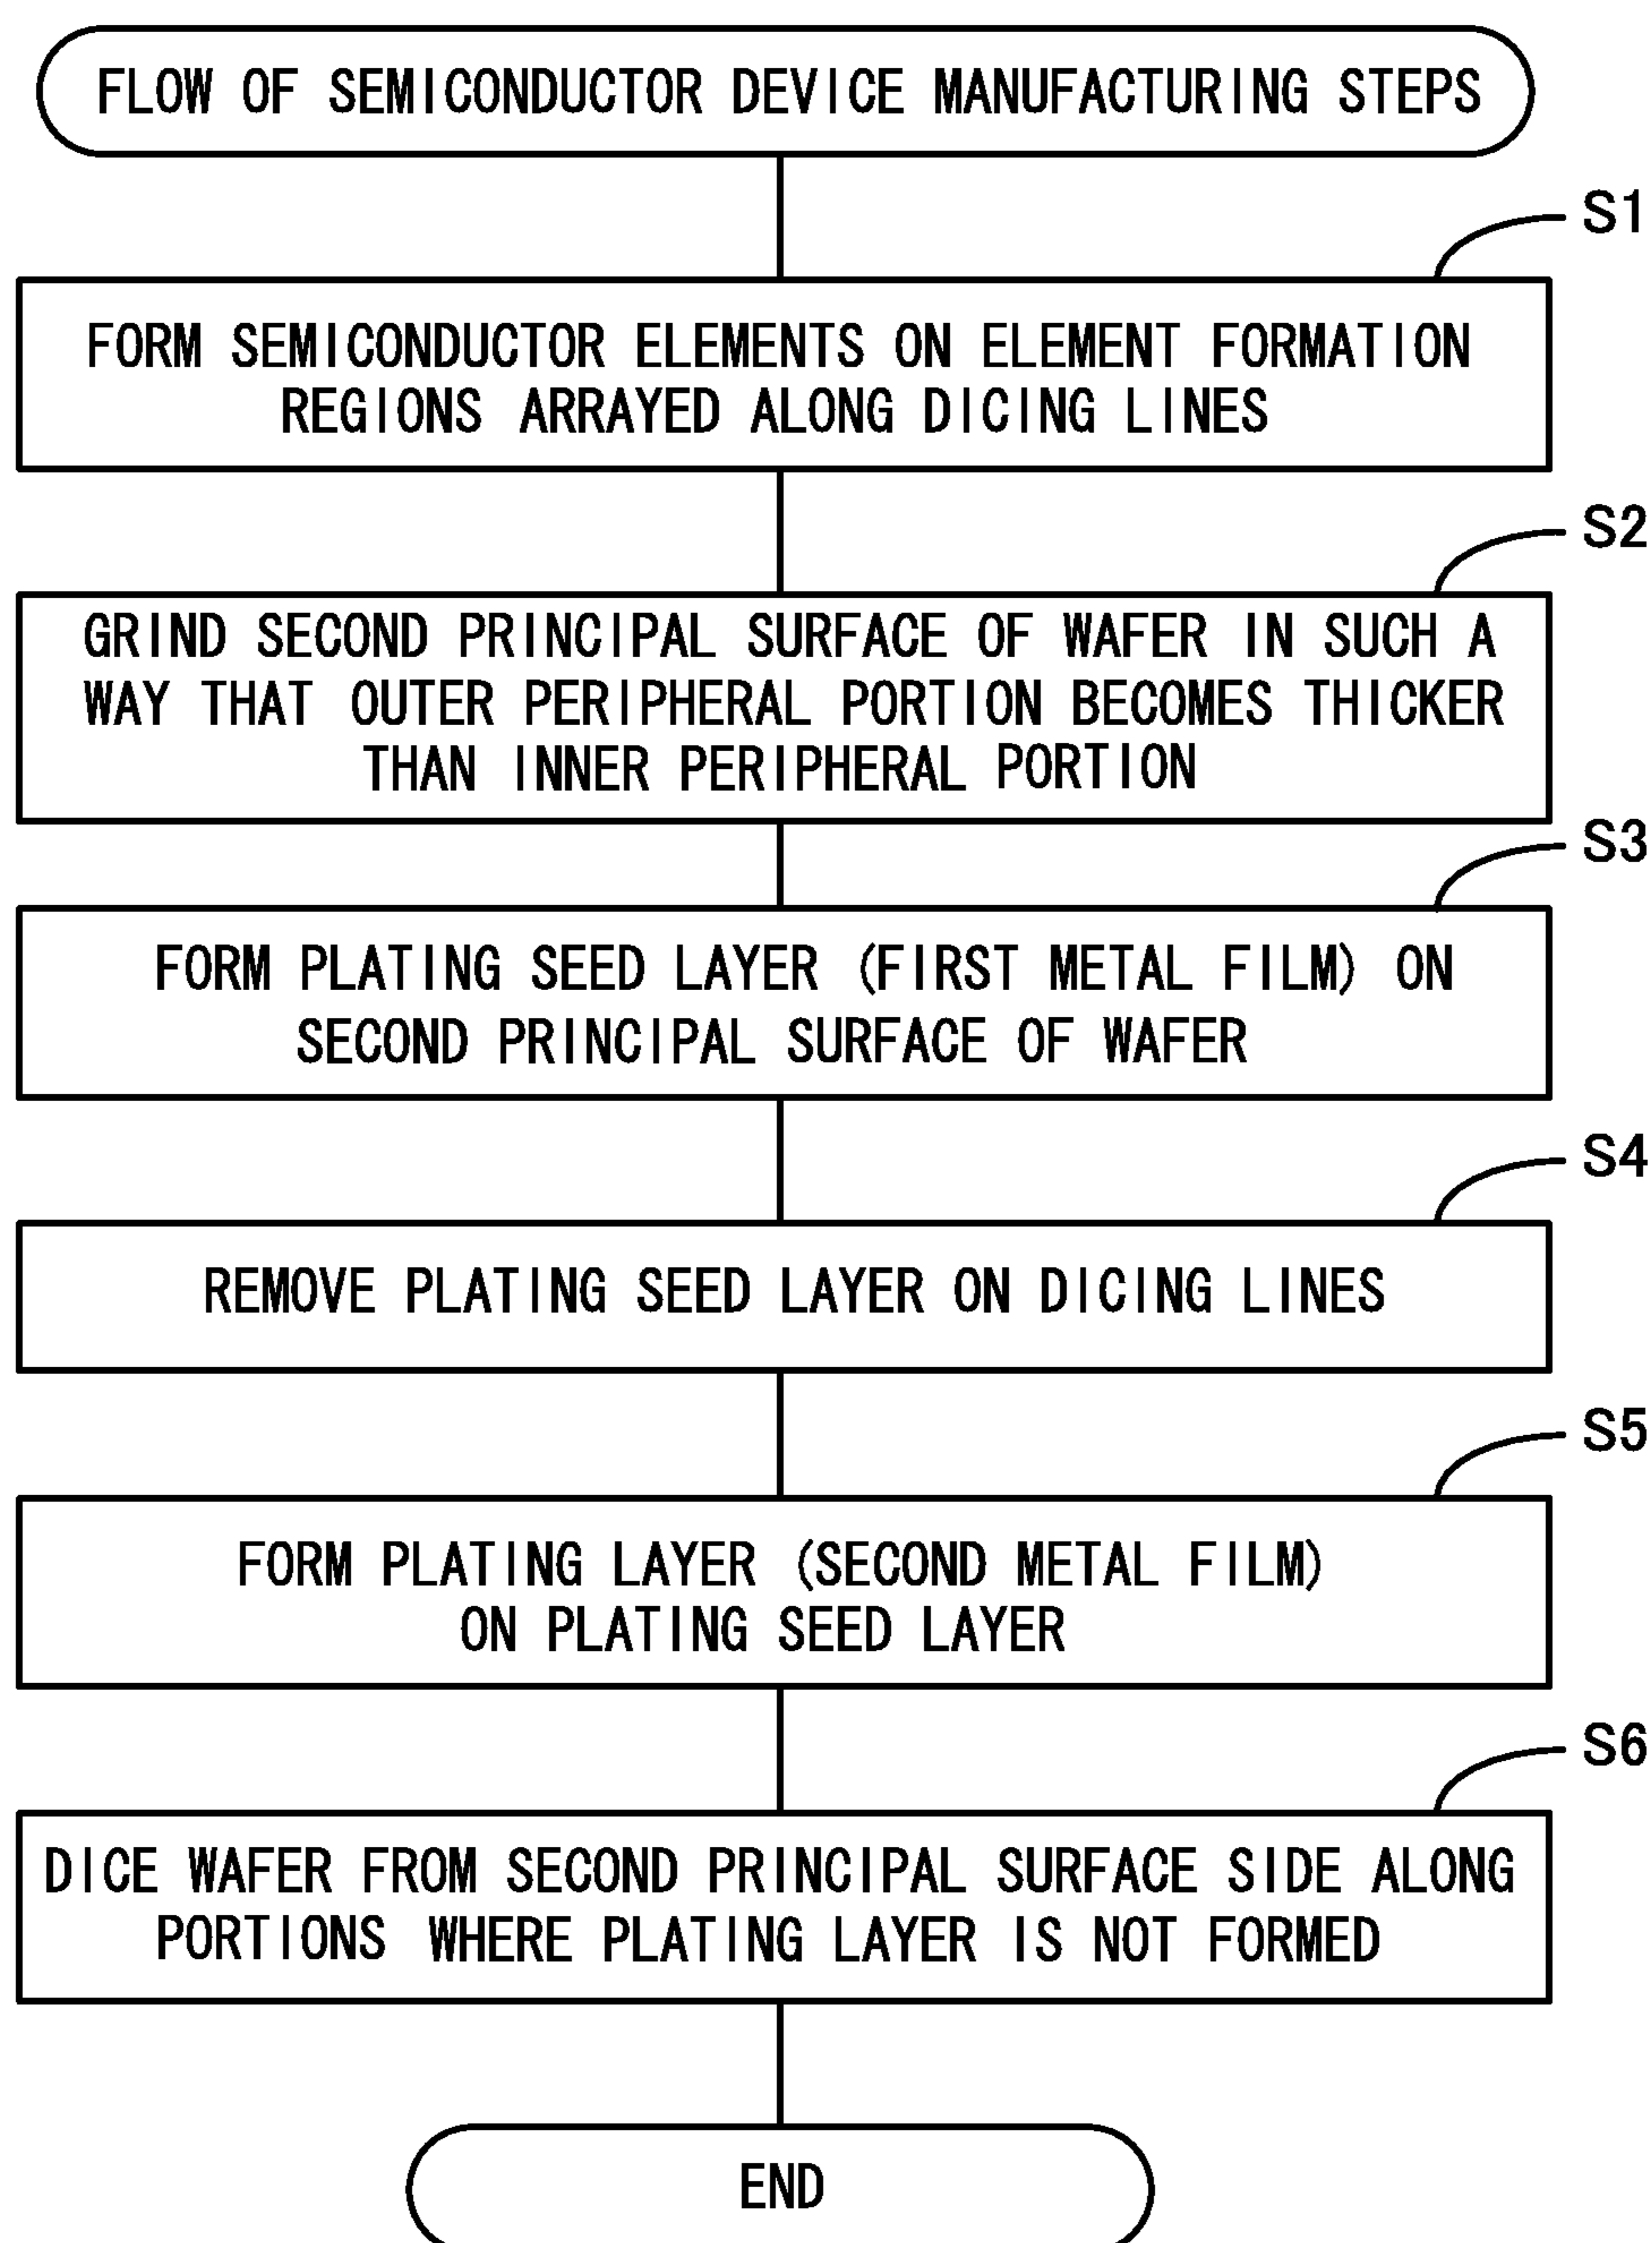 FLOW OF SEMICONDUCTOR DEVICE MANUFACTURING STEPS
S1
FORM SEMICONDUCTOR ELEMENTS ON ELEMENT FORMATION
REGIONS ARRAYED ALONG DICING LINES
S2
GRIND SECOND PRINCIPAL SURFACE OF WAFER IN SUCH A
WAY THAT OUTER PERIPHERAL PORTION BECOMES THICKER
THAN INNER PERIPHERAL PORTION
S3
FORM PLATING SEED LAYER (FIRST METAL FILM) ON
SECOND PRINCIPAL SURFACE OF WAFER
S4
REMOVE PLATING SEED LAYER ON DICING LINES
S5
FORM PLATING LAYER (SECOND METAL FILM)
ON PLATING SEED LAYER
S6
DICE WAFER FROM SECOND PRINCIPAL SURFACE SIDE ALONG
PORTIONS WHERE PLATING LAYER IS NOT FORMED
END